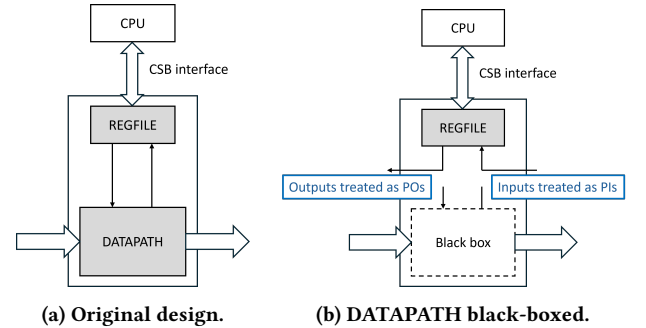 CPU
CSB interface
REGFILE
DATAPATH
(a) Original design.
CPU
CSB interface
REGFILE
Outputs treated as POs
Inputs treated as PIs
Black box
(b) DATAPATH black-boxed.